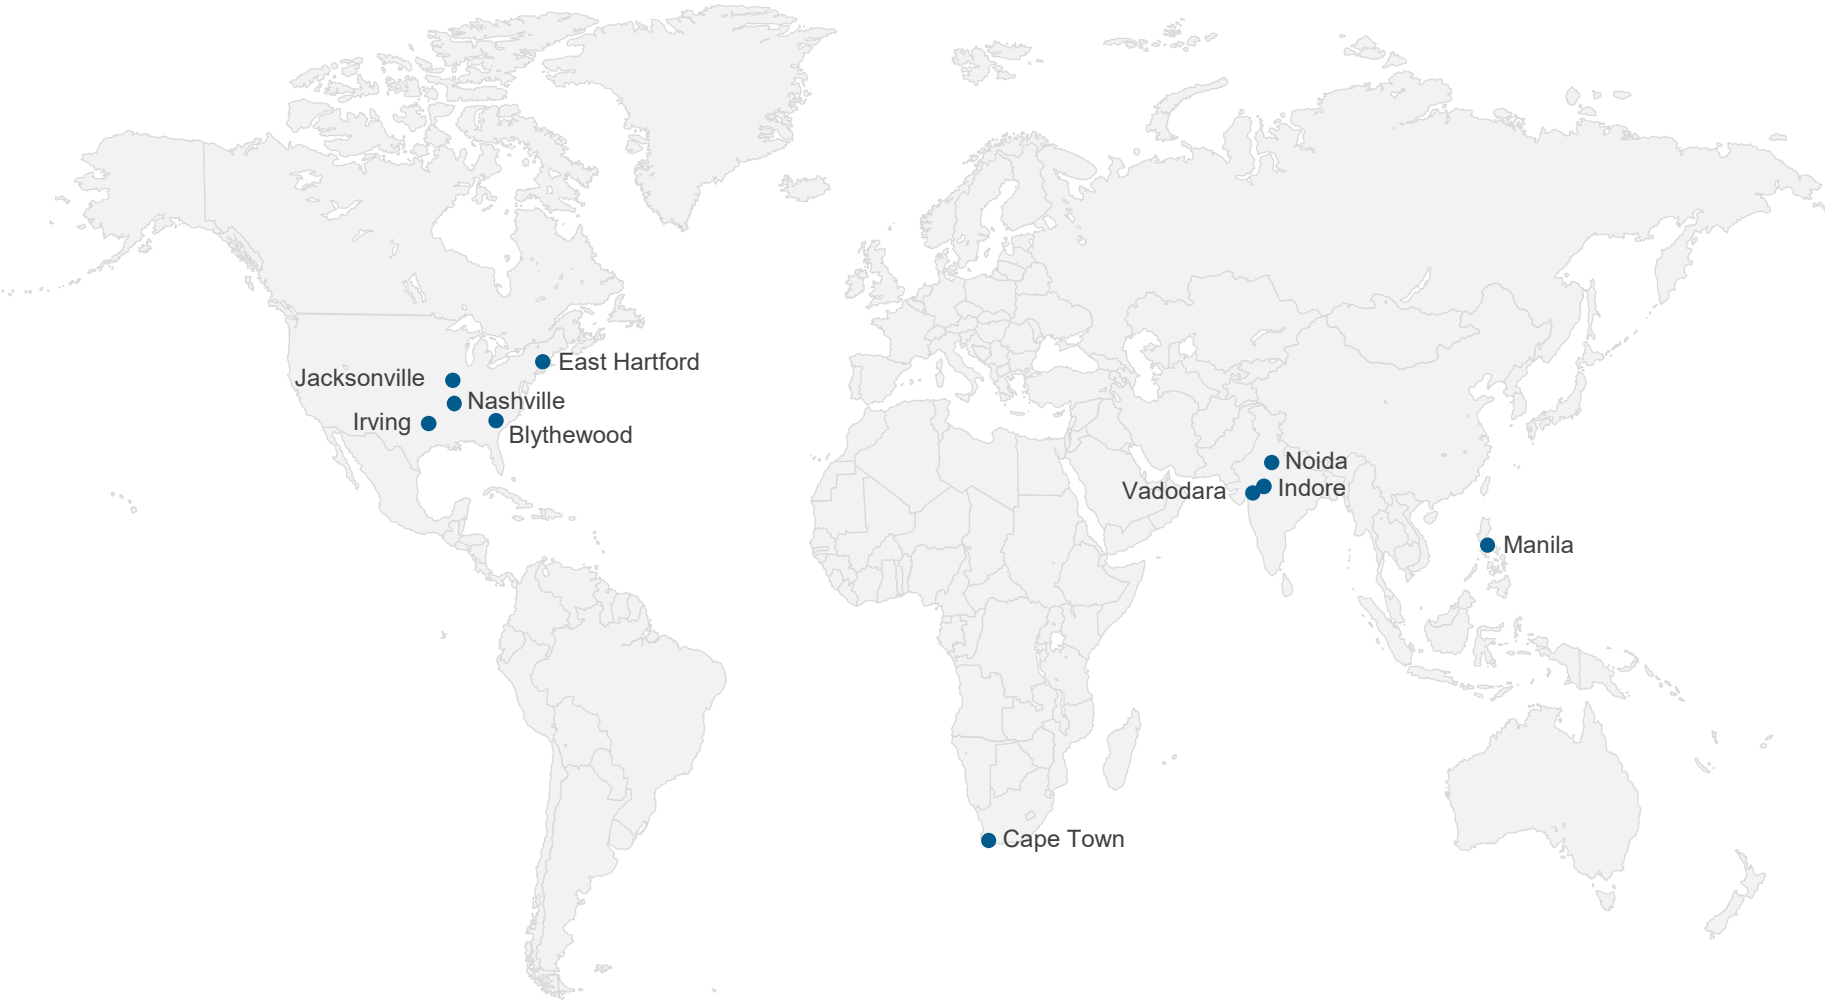 East Hartford
Jacksonville
Nashville
Irving
Blythewood
Noida
Indore
Vadodara
Manila
Cape Town